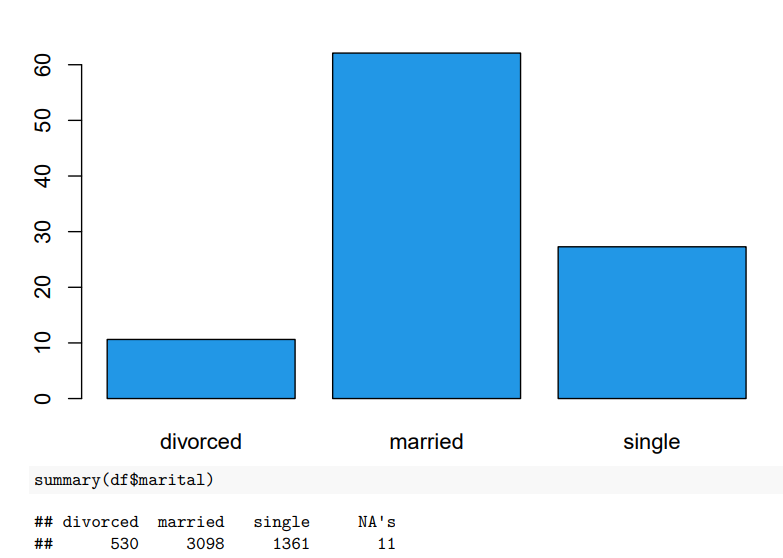 60
50
40
30
20
10
0
divorced married single
summary(df$marital)
## divorced married single NA's
## 530 3098 1361 11